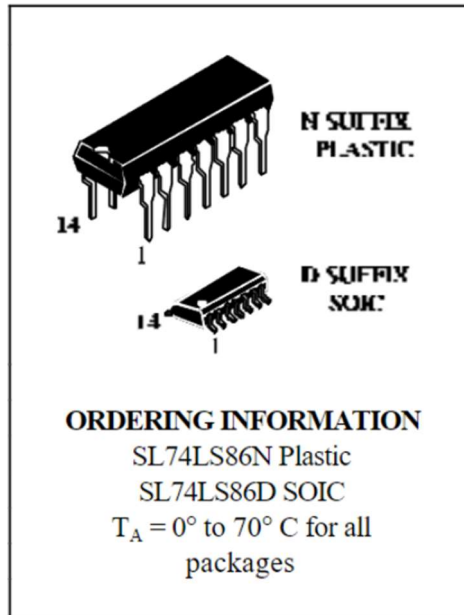 N SUFFIX
PLASTIC
14
1
D SUFFIX
SOIC
14
1
ORDERING INFORMATION
SL74LS86N Plastic
SL74LS86D SOIC
T_A = 0° to 70° C for all
packages